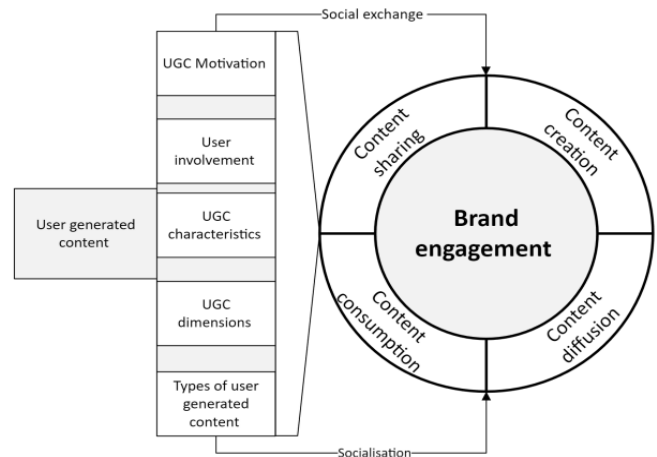 Social exchange
UGC Motivation
User
involvement
User generated
content
UGC
characteristics
UGC
dimensions
Types of user
generated
content
Content
sharing
Content
creation
Brand
engagement
Content
consumption
Content
diffusion
Socialisation